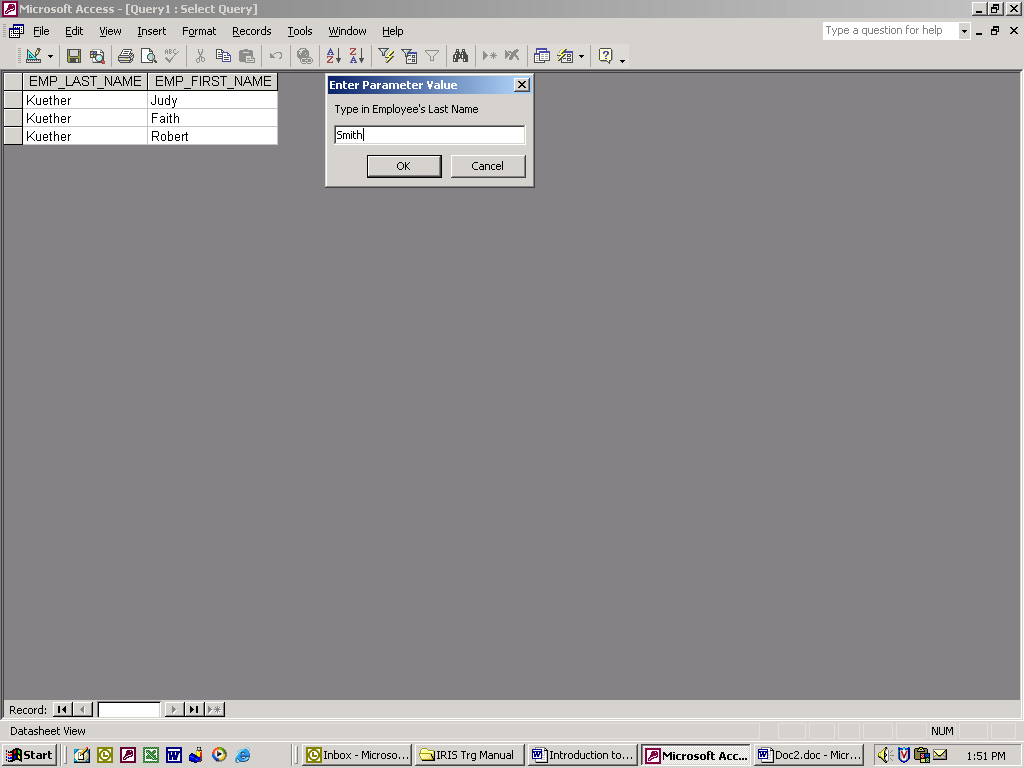 Microsoft Access - [Query1 : Select Query]
File Edit View Insert Format Records Tools Window Help
Type a question for help
EMP_LAST_NAME EMP_FIRST_NAME
Kuether Judy
Kuether Faith
Kuether Robert
Enter Parameter Value
Type in Employee's Last Name
Smith
OK Cancel
Record:
Datasheet View
NUM
Start
Inbox - Microso...
IRIS Trg Manual
Introduction to...
Microsoft Acc...
Doc2.doc - Micr...
1:51 PM